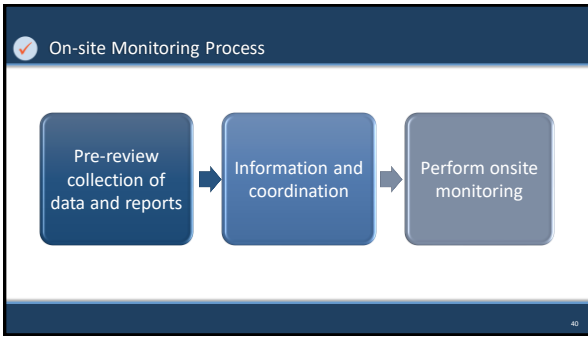 On-site Monitoring Process
Pre-review
collection of
data and reports
Information and
coordination
Perform onsite
monitoring
40